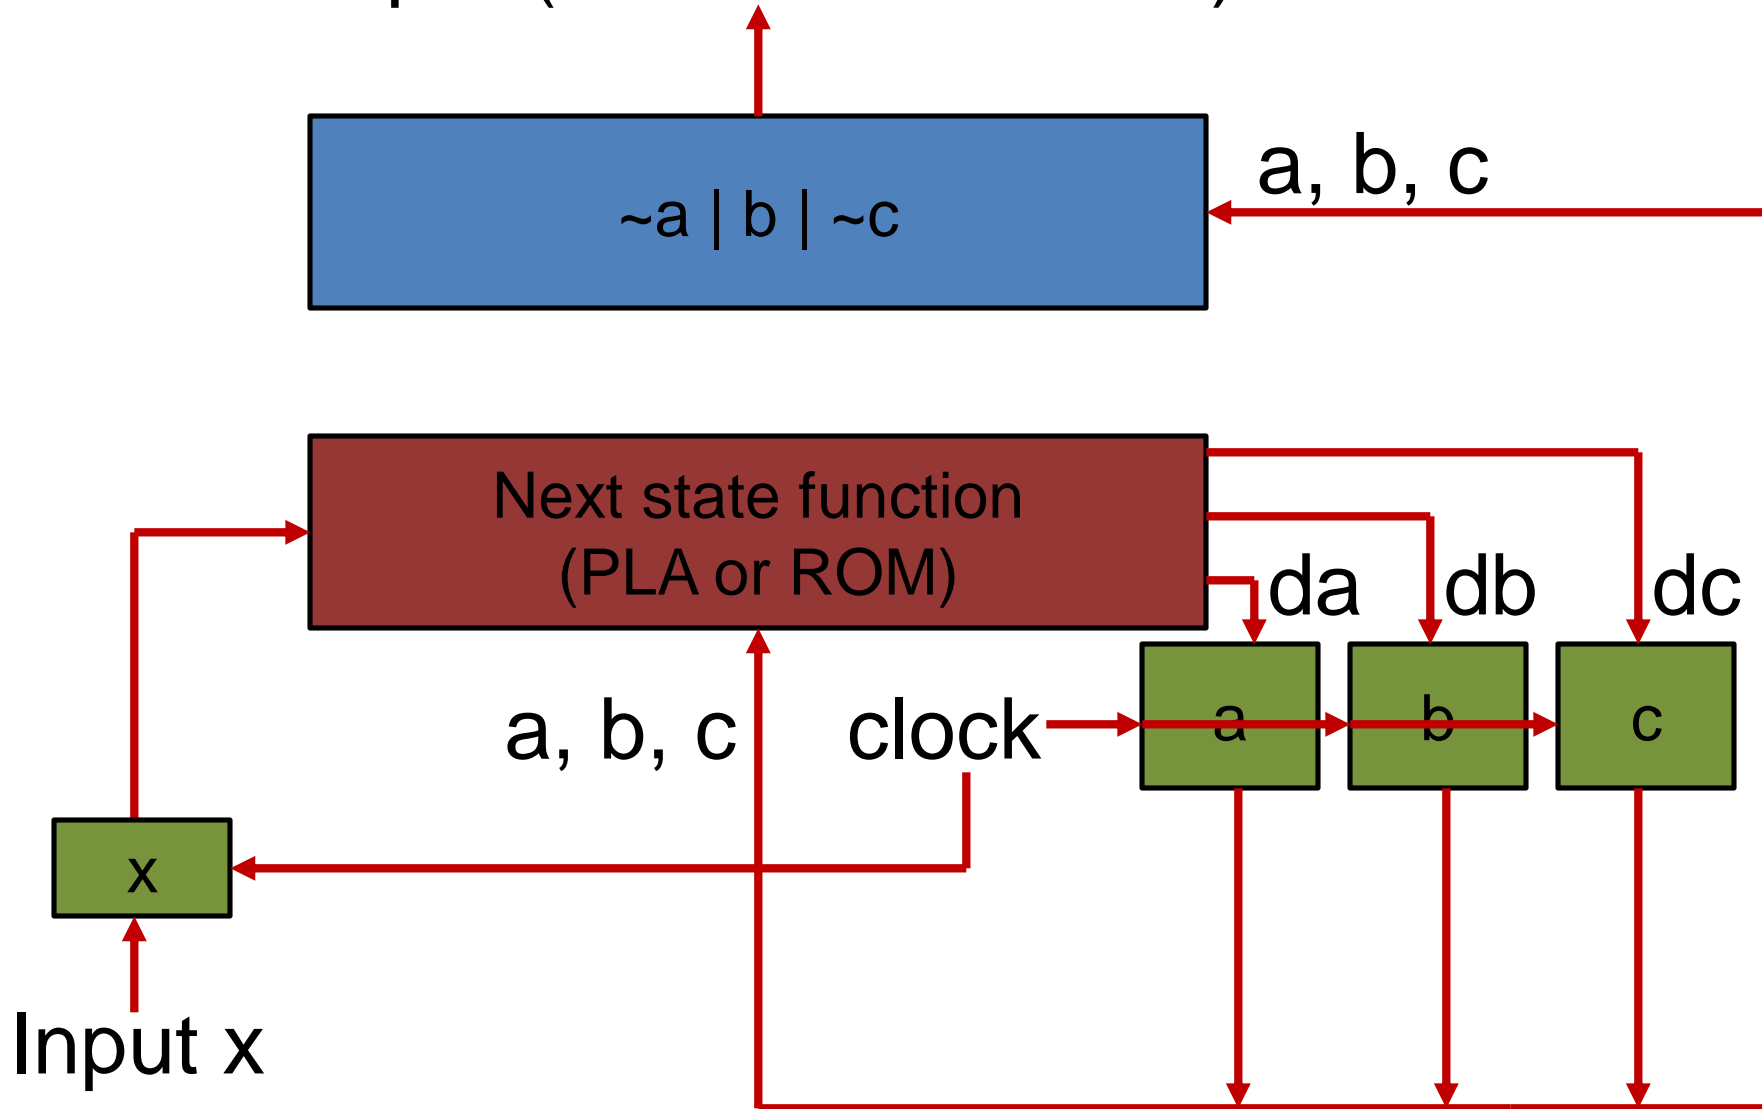 ~a | b | ~c
a, b, c
Next state function
(PLA or ROM)
da
db
dc
a, b, c
clock
a
b
c
x
Input x